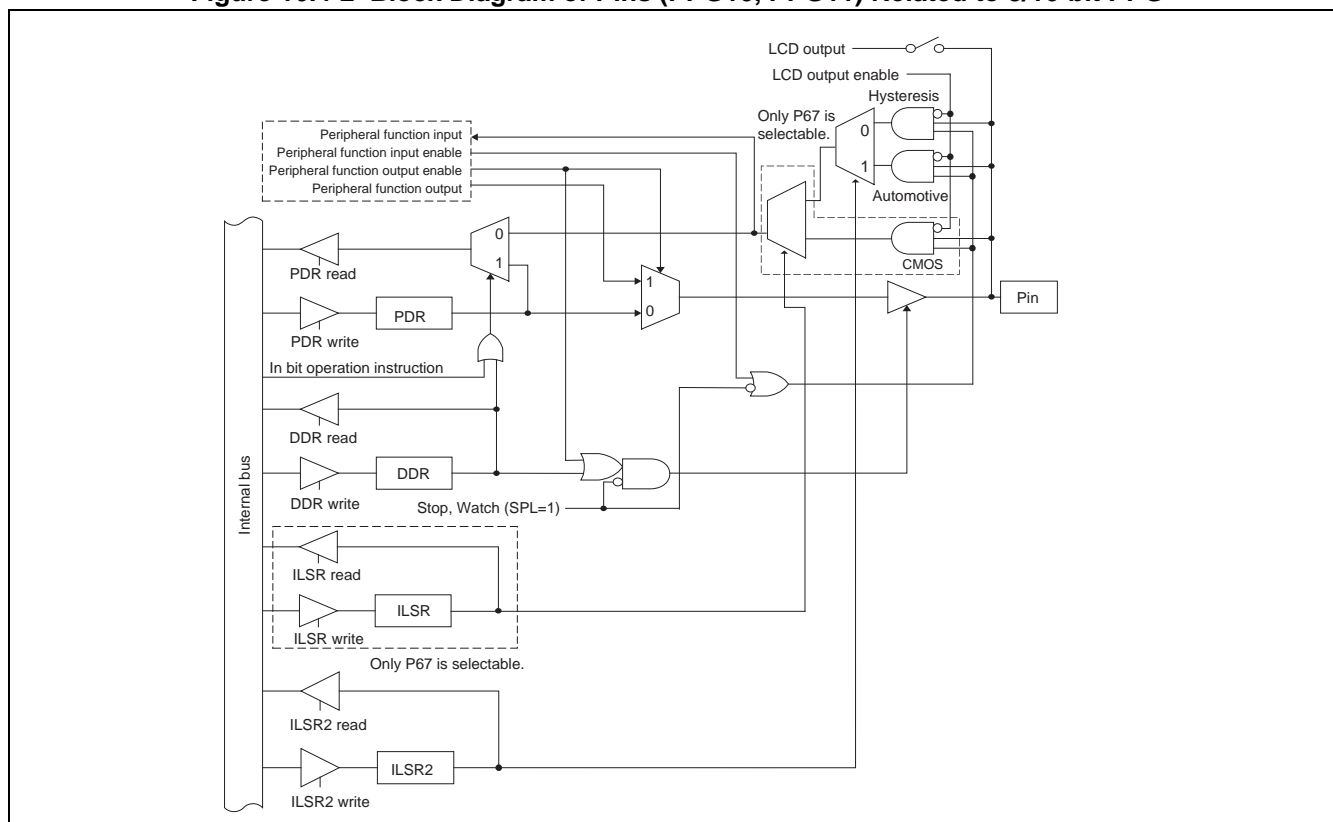 LCD output
LCD output enable
Hysteresis
Only P67 is
selectable.
0
1
Automotive
CMOS
Peripheral function input
Peripheral function input enable
Peripheral function output enable
Peripheral function output
0
1
PDR read
PDR
PDR write
1
0
Pin
In bit operation instruction
DDR read
DDR
DDR write
Stop, Watch (SPL=1)
Internal bus
ILSR read
ILSR
ILSR write
Only P67 is selectable.
ILSR2 read
ILSR2
ILSR2 write